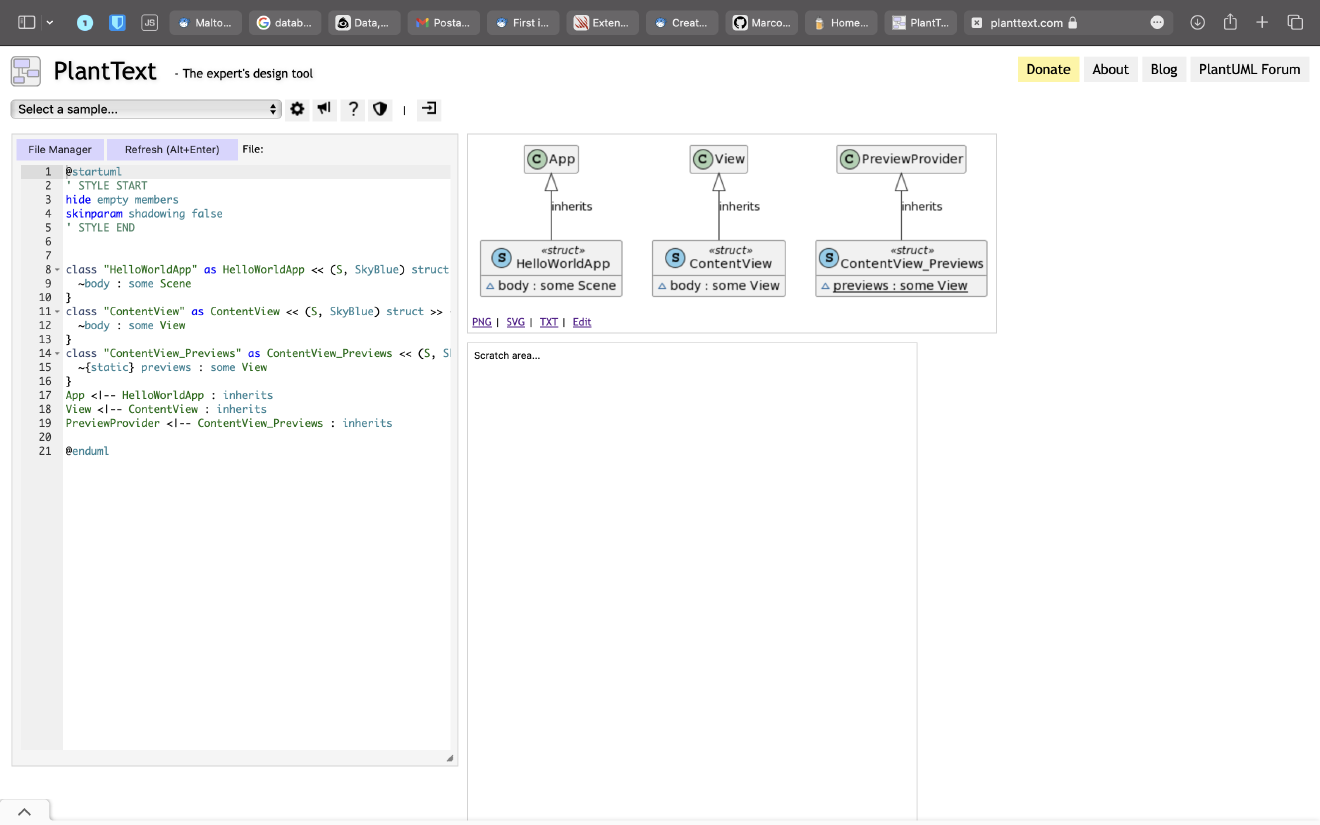 1 JS Malto... G datab... Data,... Posta... First i... Exten... Creat... Marco... Home... PlantT... planttext.com
PlantText - The expert's design tool
Donate About Blog PlantUML Forum
Select a sample... ? |
File Manager Refresh (Alt+Enter) File:
1 @startuml
2 ' STYLE START
3 hide empty members
4 skinparam shadowing false
5 ' STYLE END
6
7
8 class "HelloWorldApp" as HelloWorldApp << (S, SkyBlue) struct
9 ~body : some Scene
10 }
11 class "ContentView" as ContentView << (S, SkyBlue) struct >>
12 ~body : some View
13 }
14 class "ContentView_Previews" as ContentView_Previews << (S, S
15 ~{static} previews : some View
16 }
17 App <|-- HelloWorldApp : inherits
18 View <|-- ContentView : inherits
19 PreviewProvider <|-- ContentView_Previews : inherits
20
21 @enduml
C App C View C PreviewProvider
inherits inherits inherits
«struct» «struct» «struct»
S HelloWorldApp S ContentView S ContentView_Previews
body : some Scene body : some View previews : some View
PNG | SVG | TXT | Edit
Scratch area...